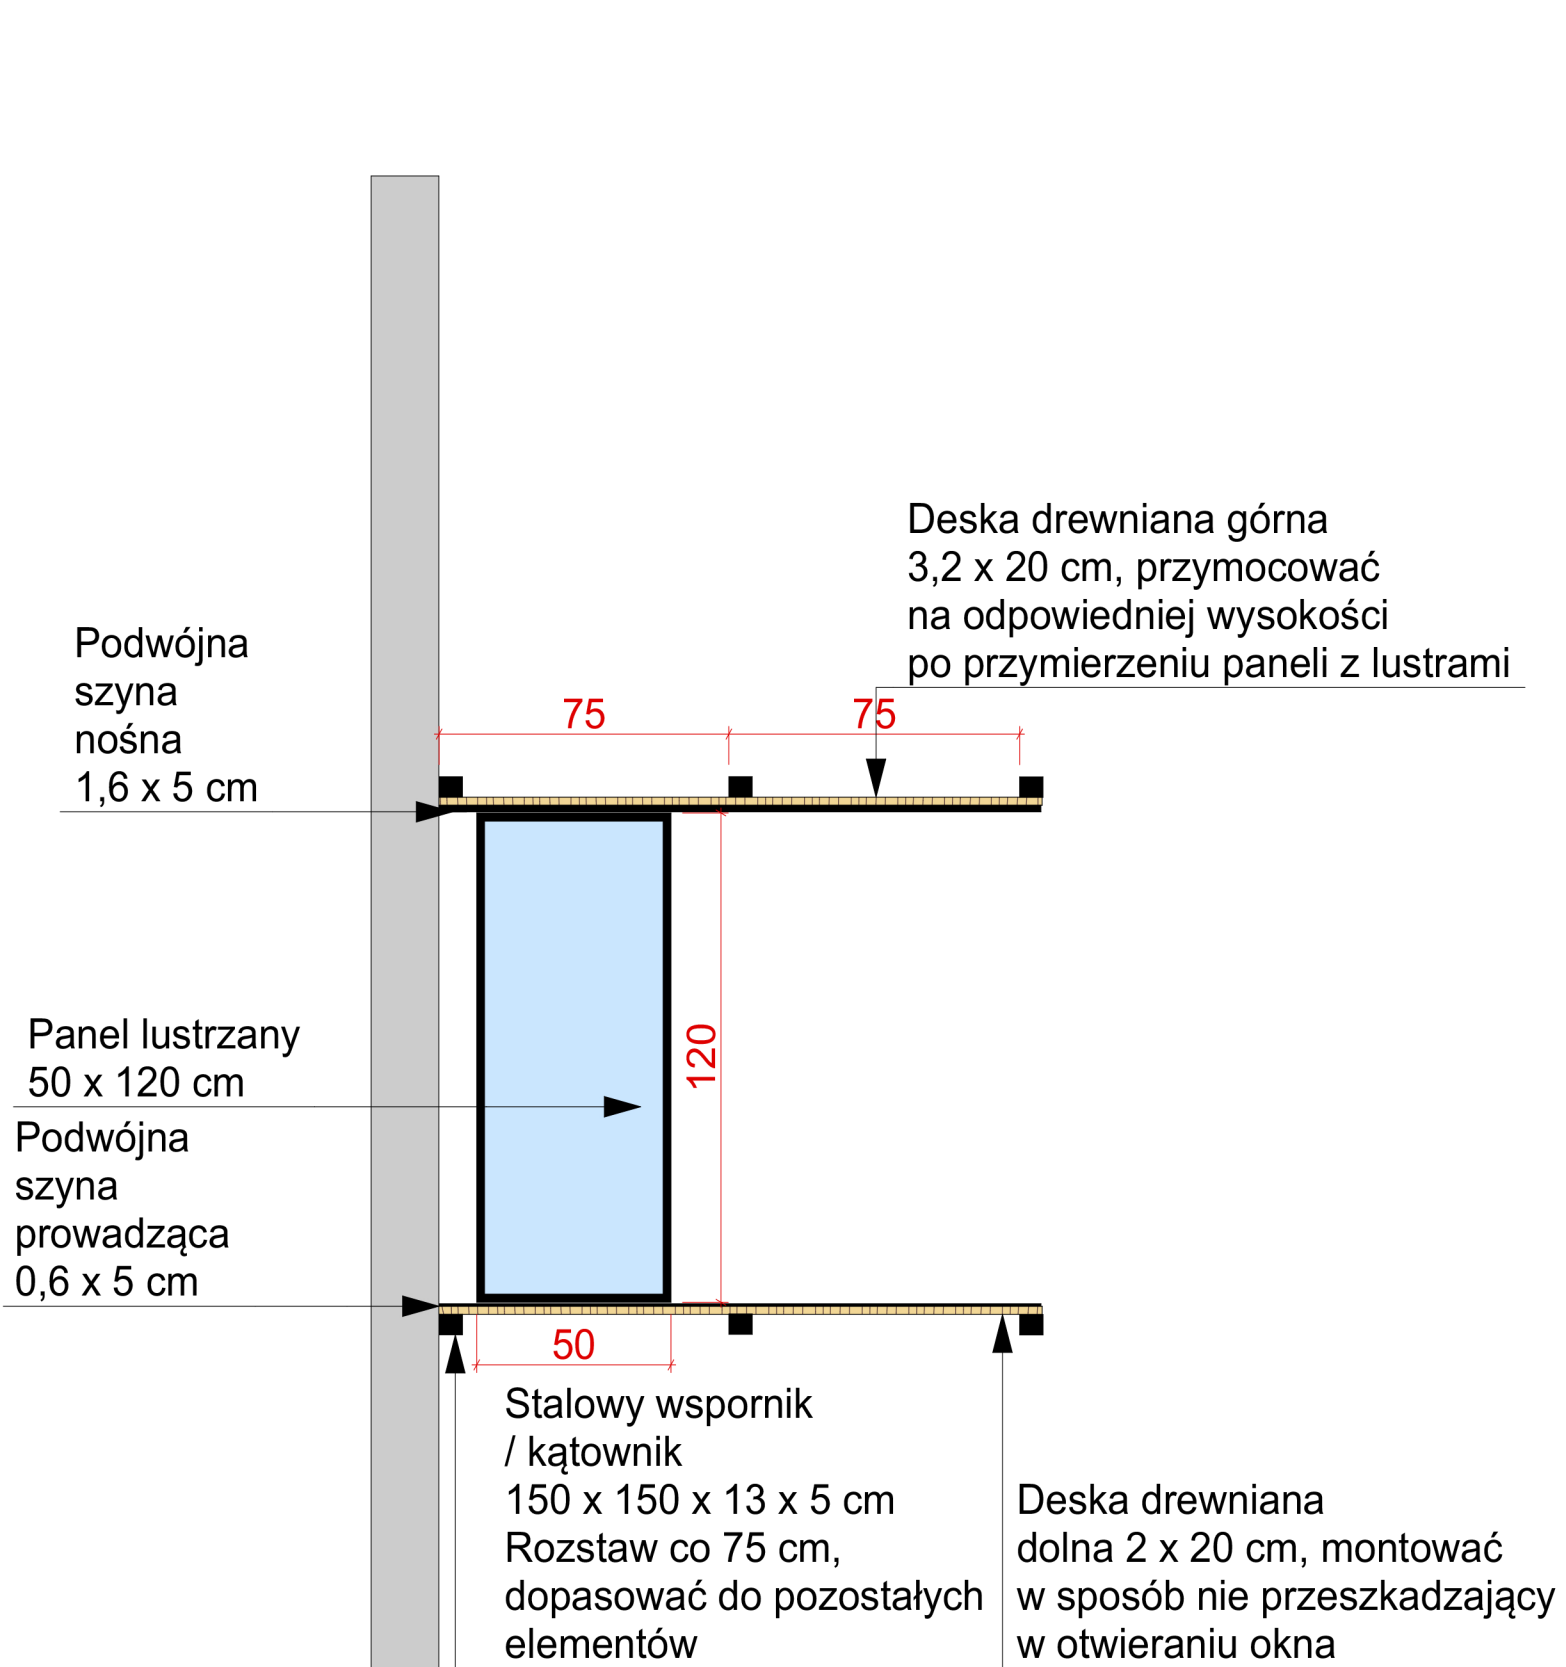 Deska drewniana górna
3,2 x 20 cm, przymocować
na odpowiedniej wysokości
po przymierzeniu paneli z lustrami
Podwójna
szyna
nośna
1,6 x 5 cm
75
75
Panel lustrzany
50 x 120 cm
120
Podwójna
szyna
prowadząca
0,6 x 5 cm
50
Stalowy wspornik
/ kątownik
150 x 150 x 13 x 5 cm
Rozstaw co 75 cm,
dopasować do pozostałych
elementów
Deska drewniana
dolna 2 x 20 cm, montować
w sposób nie przeszkadzający
w otwieraniu okna